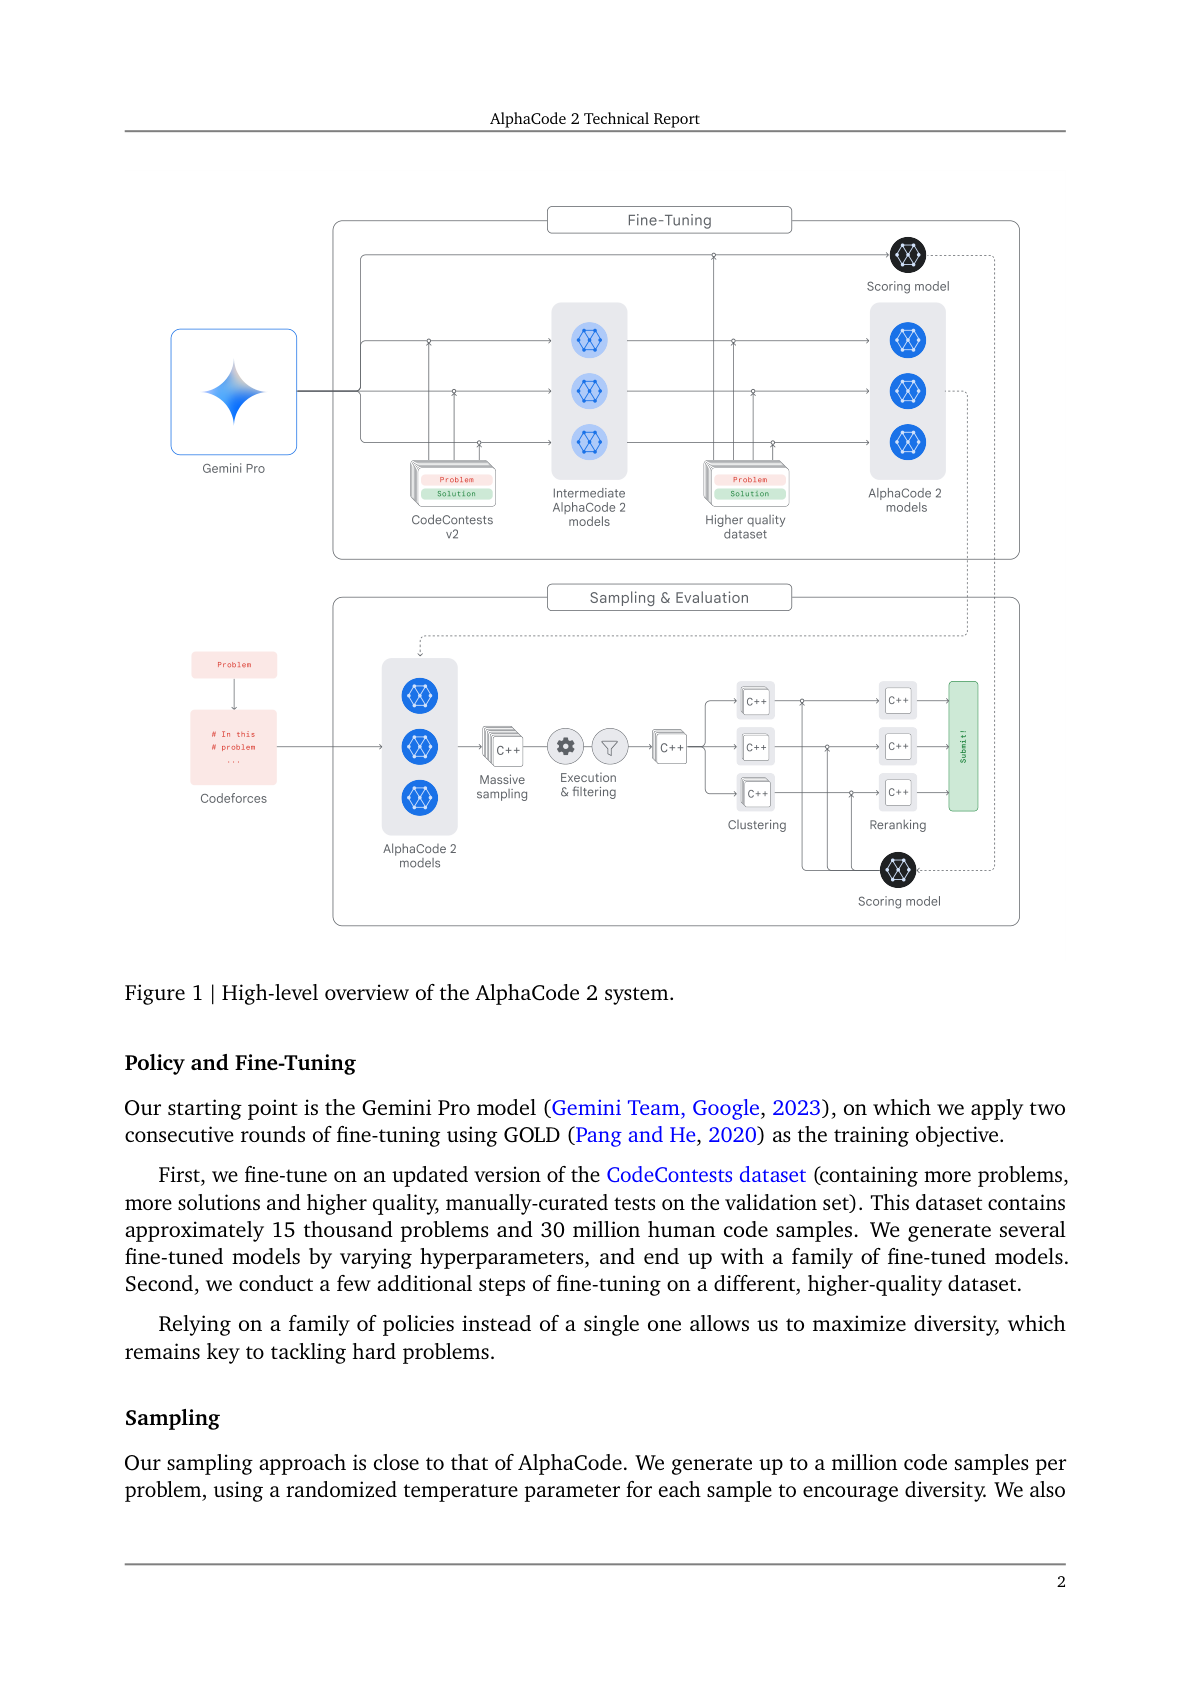 AlphaCode 2 Technical Report
Fine-Tuning
Scoring model
Gemini Pro
Problem
Solution
CodeContests
v2
Intermediate
AlphaCode 2
models
Problem
Solution
Higher quality
dataset
AlphaCode 2
models
Sampling & Evaluation
Problem
# In this
# problem
...
Codeforces
AlphaCode 2
models
C++
Massive
sampling
Execution
& filtering
C++
C++
C++
C++
Clustering
C++
C++
C++
Reranking
Submit!
Scoring model
Figure 1 | High-level overview of the AlphaCode 2 system.
Policy and Fine-Tuning
Our starting point is the Gemini Pro model (Gemini Team, Google, 2023), on which we apply two
consecutive rounds of fine-tuning using GOLD (Pang and He, 2020) as the training objective.
First, we fine-tune on an updated version of the CodeContests dataset (containing more problems,
more solutions and higher quality, manually-curated tests on the validation set). This dataset contains
approximately 15 thousand problems and 30 million human code samples. We generate several
fine-tuned models by varying hyperparameters, and end up with a family of fine-tuned models.
Second, we conduct a few additional steps of fine-tuning on a different, higher-quality dataset.
Relying on a family of policies instead of a single one allows us to maximize diversity, which
remains key to tackling hard problems.
Sampling
Our sampling approach is close to that of AlphaCode. We generate up to a million code samples per
problem, using a randomized temperature parameter for each sample to encourage diversity. We also
2